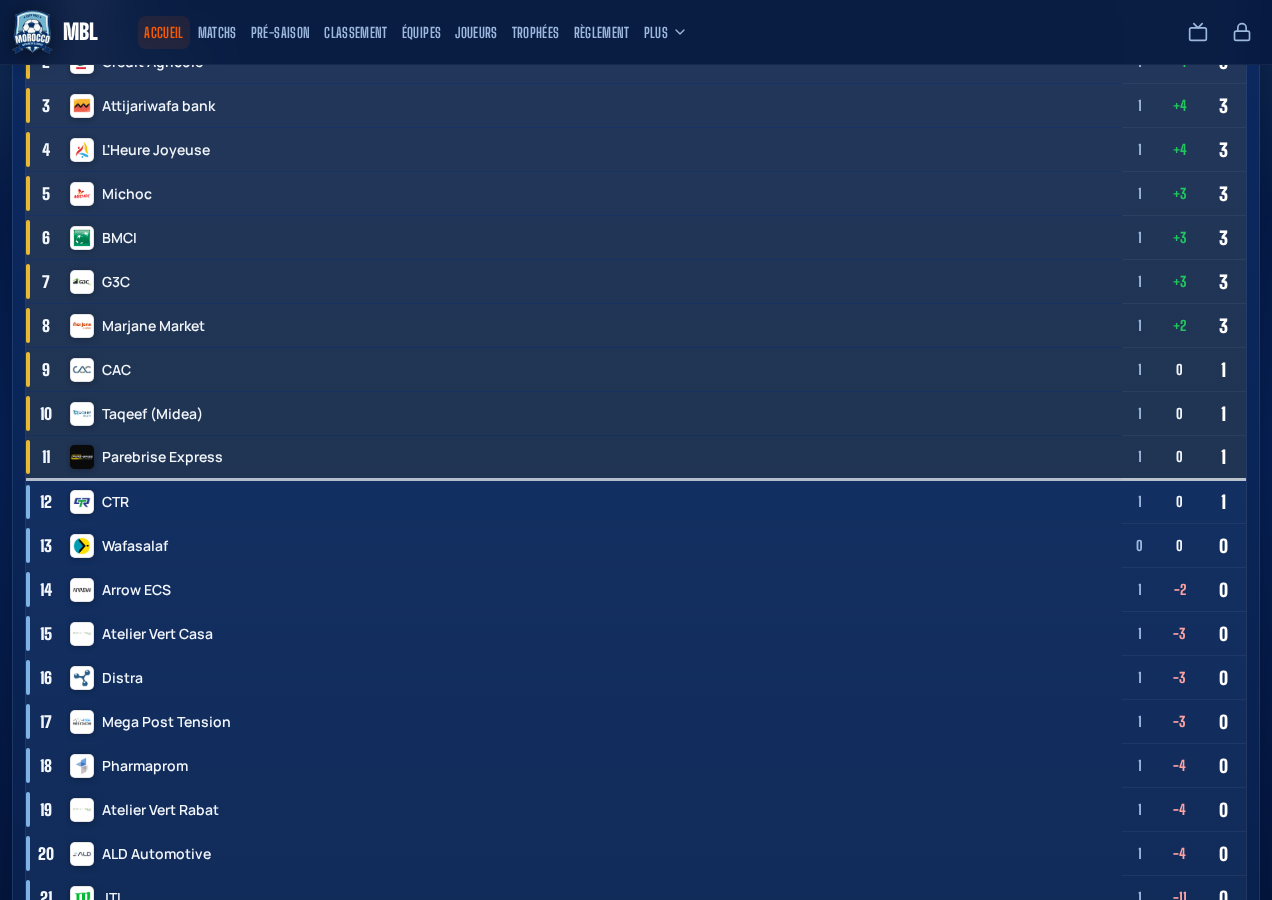 MOROCCO
MBL ACCUEIL MATCHS PRÉ-SAISON CLASSEMENT ÉQUIPES JOUEURS TROPHÉES RÈGLEMENT PLUS
3 Attijariwafa bank 1 +4 3
4 L'Heure Joyeuse 1 +4 3
5 Michoc 1 +3 3
6 BMCI 1 +3 3
7 G3C 1 +3 3
8 Marjane Market 1 +2 3
9 CAC 1 0 1
10 Taqeef (Midea) 1 0 1
11 Parebrise Express 1 0 1
12 CTR 1 0 1
13 Wafasalaf 0 0 0
14 Arrow ECS 1 -2 0
15 Atelier Vert Casa 1 -3 0
16 Distra 1 -3 0
17 Mega Post Tension 1 -3 0
18 Pharmaprom 1 -4 0
19 Atelier Vert Rabat 1 -4 0
20 ALD Automotive 1 -4 0
21 1 -11 0